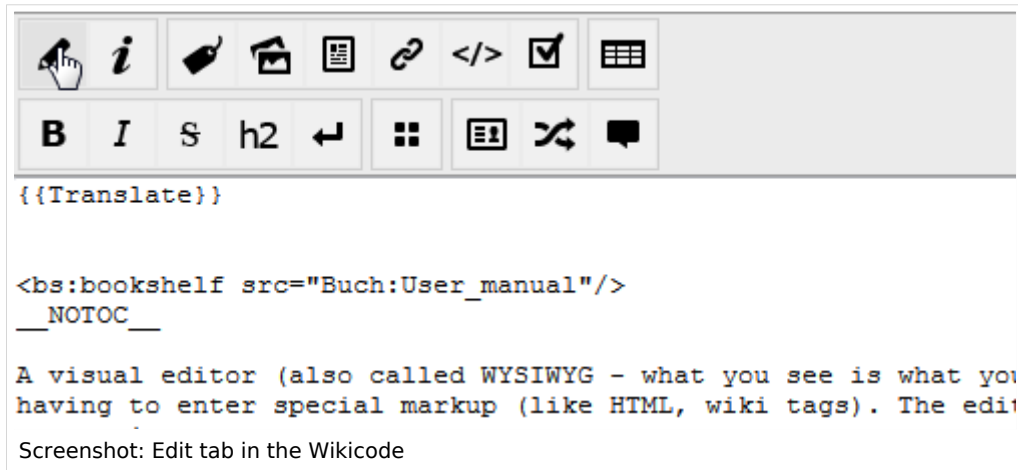 i </>
B I S h2
{{Translate}}
<bs:bookshelf src="Buch:User_manual"/>
__NOTOC__
A visual editor (also called WYSIWYG - what you see is what you
having to enter special markup (like HTML, wiki tags). The edit
Screenshot: Edit tab in the Wikicode